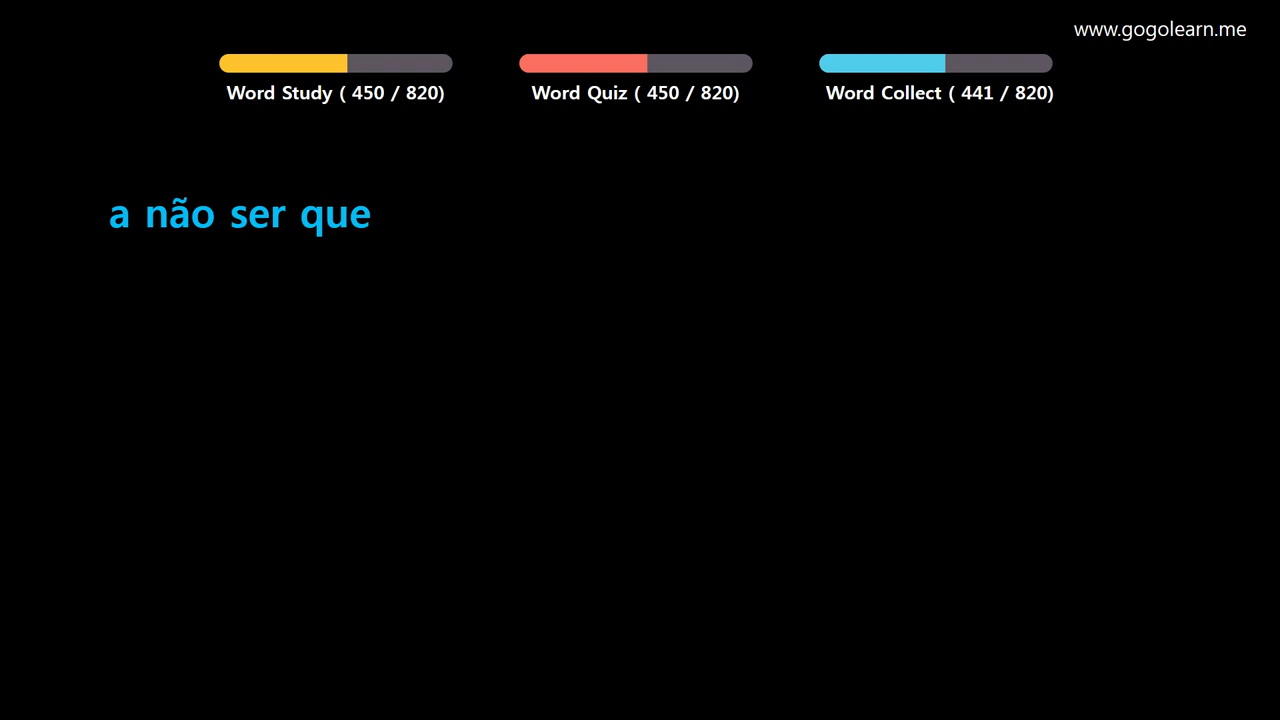 www.gogolearn.me
Word Study ( 450 / 820)
Word Quiz ( 450 / 820)
Word Collect ( 441 / 820)
a não ser que